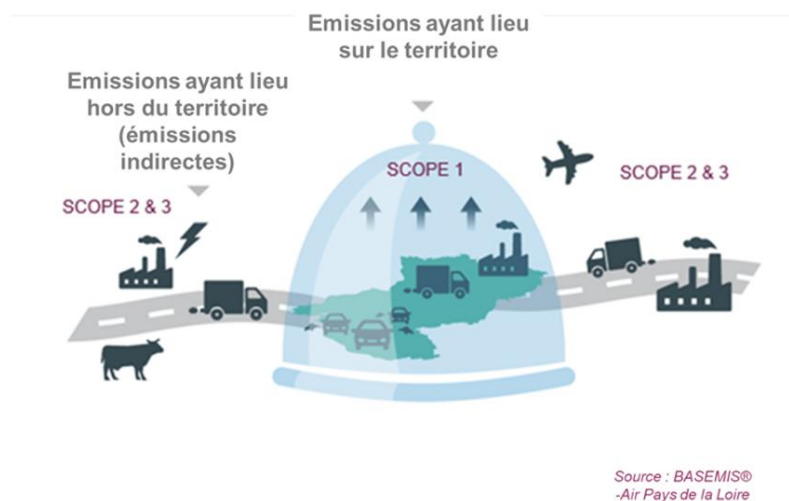 Emissions ayant lieu
sur le territoire
Emissions ayant lieu
hors du territoire
(émissions
indirectes)
SCOPE 1
SCOPE 2 & 3
SCOPE 2 & 3
Source : BASEMIS®
-Air Pays de la Loire